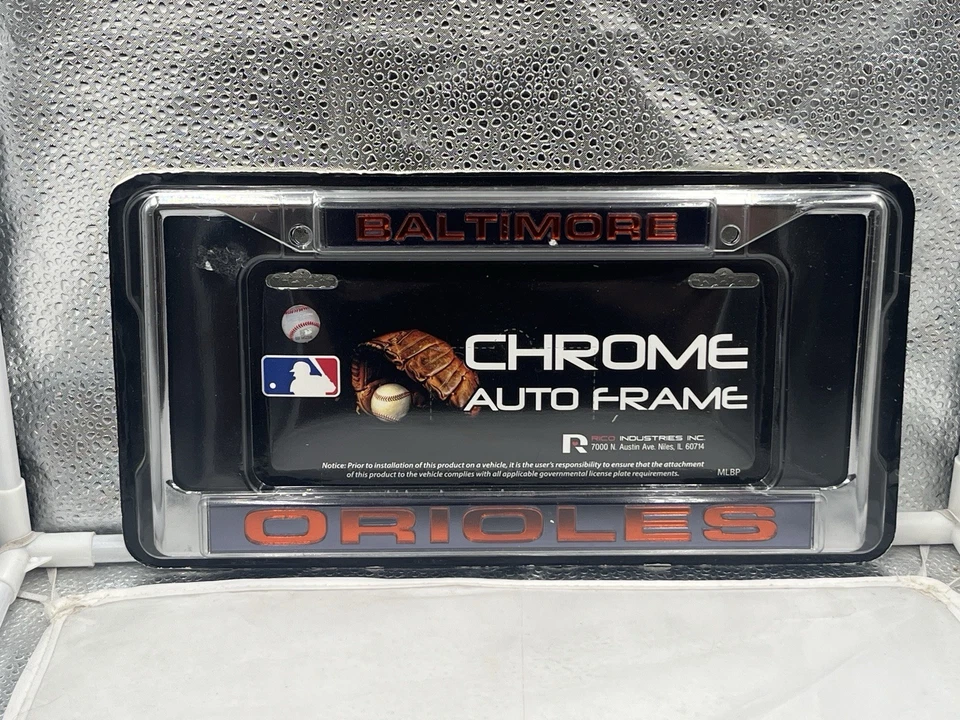 BALTIMORE
CHROME
AUTO FRAME
R
RICO INDUSTRIES INC.
7000 N. Austin Ave. Niles, IL 60714
Notice: Prior to installation of this product on a vehicle, it is the user's responsibility to ensure that the attachment
of this product to the vehicle complies with all applicable governmental license plate requirements.
MLBP
ORIOLES